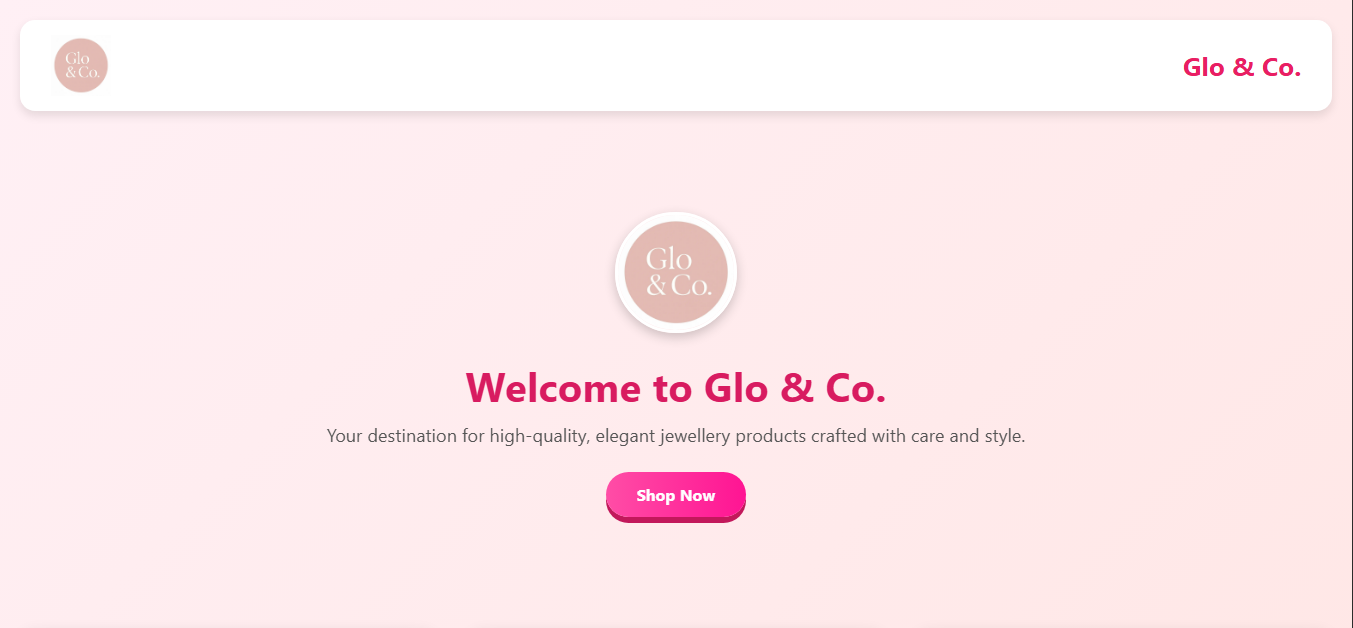 Glo
& Co.
Glo & Co.
Glo
& Co.
Welcome to Glo & Co.
Your destination for high-quality, elegant jewellery products crafted with care and style.
Shop Now